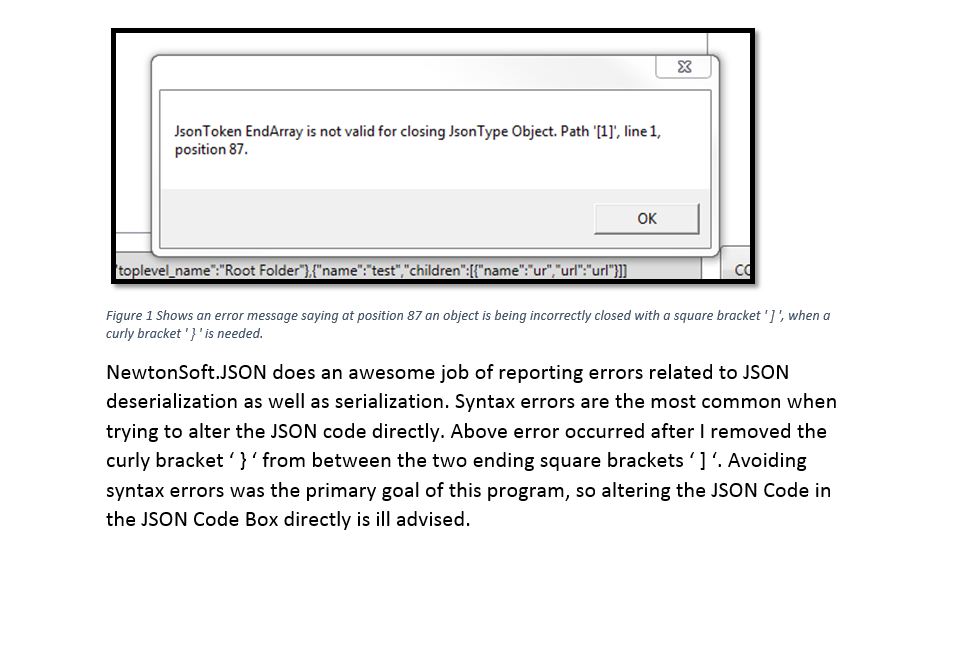 JsonToken EndArray is not valid for closing JsonType Object. Path '[1]', line 1,
position 87.
OK
'toplevel_name":"Root Folder"},{"name":"test","children":[{"name":"ur","url":"url"}]]
CC
Figure 1 Shows an error message saying at position 87 an object is being incorrectly closed with a square bracket ' ] ', when a
curly bracket ' } ' is needed.
NewtonSoft.JSON does an awesome job of reporting errors related to JSON
deserialization as well as serialization. Syntax errors are the most common when
trying to alter the JSON code directly. Above error occurred after I removed the
curly bracket ‘ } ‘ from between the two ending square brackets ‘ ] ‘. Avoiding
syntax errors was the primary goal of this program, so altering the JSON Code in
the JSON Code Box directly is ill advised.